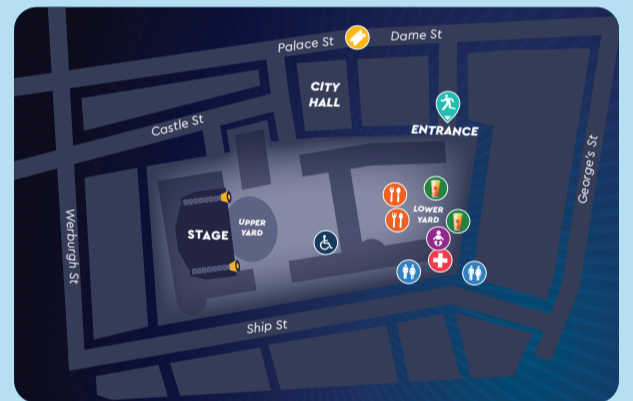 Palace St
Dame St
CITY
HALL
ENTRANCE
Castle St
George's St
LOWER
YARD
UPPER
YARD
STAGE
Werburgh St
Ship St